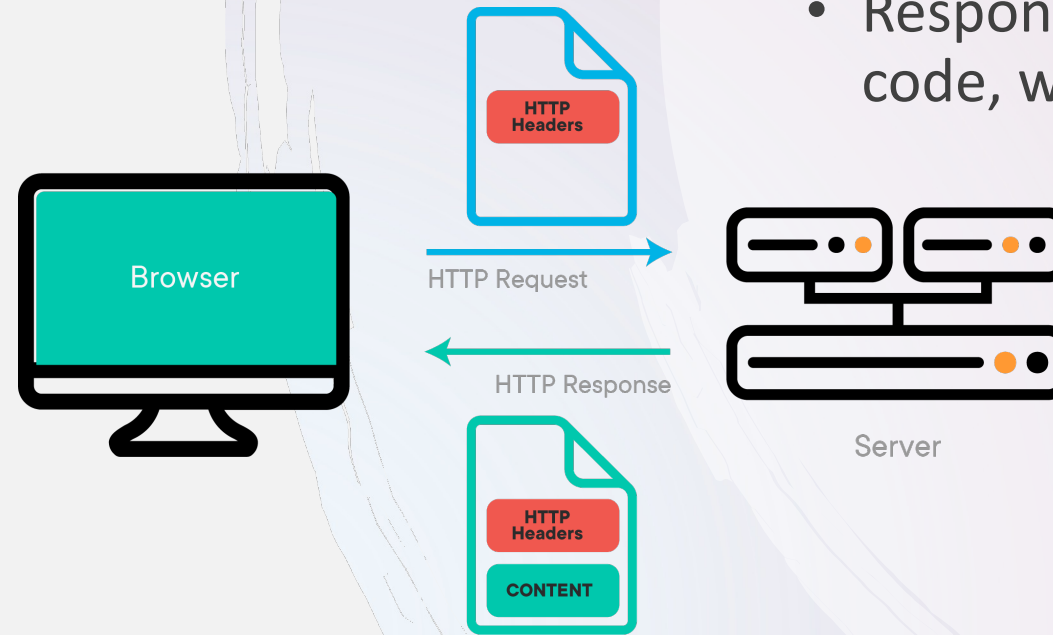 • Respon
code, w
HTTP
Headers
Browser
HTTP Request
HTTP Response
Server
HTTP
Headers
CONTENT